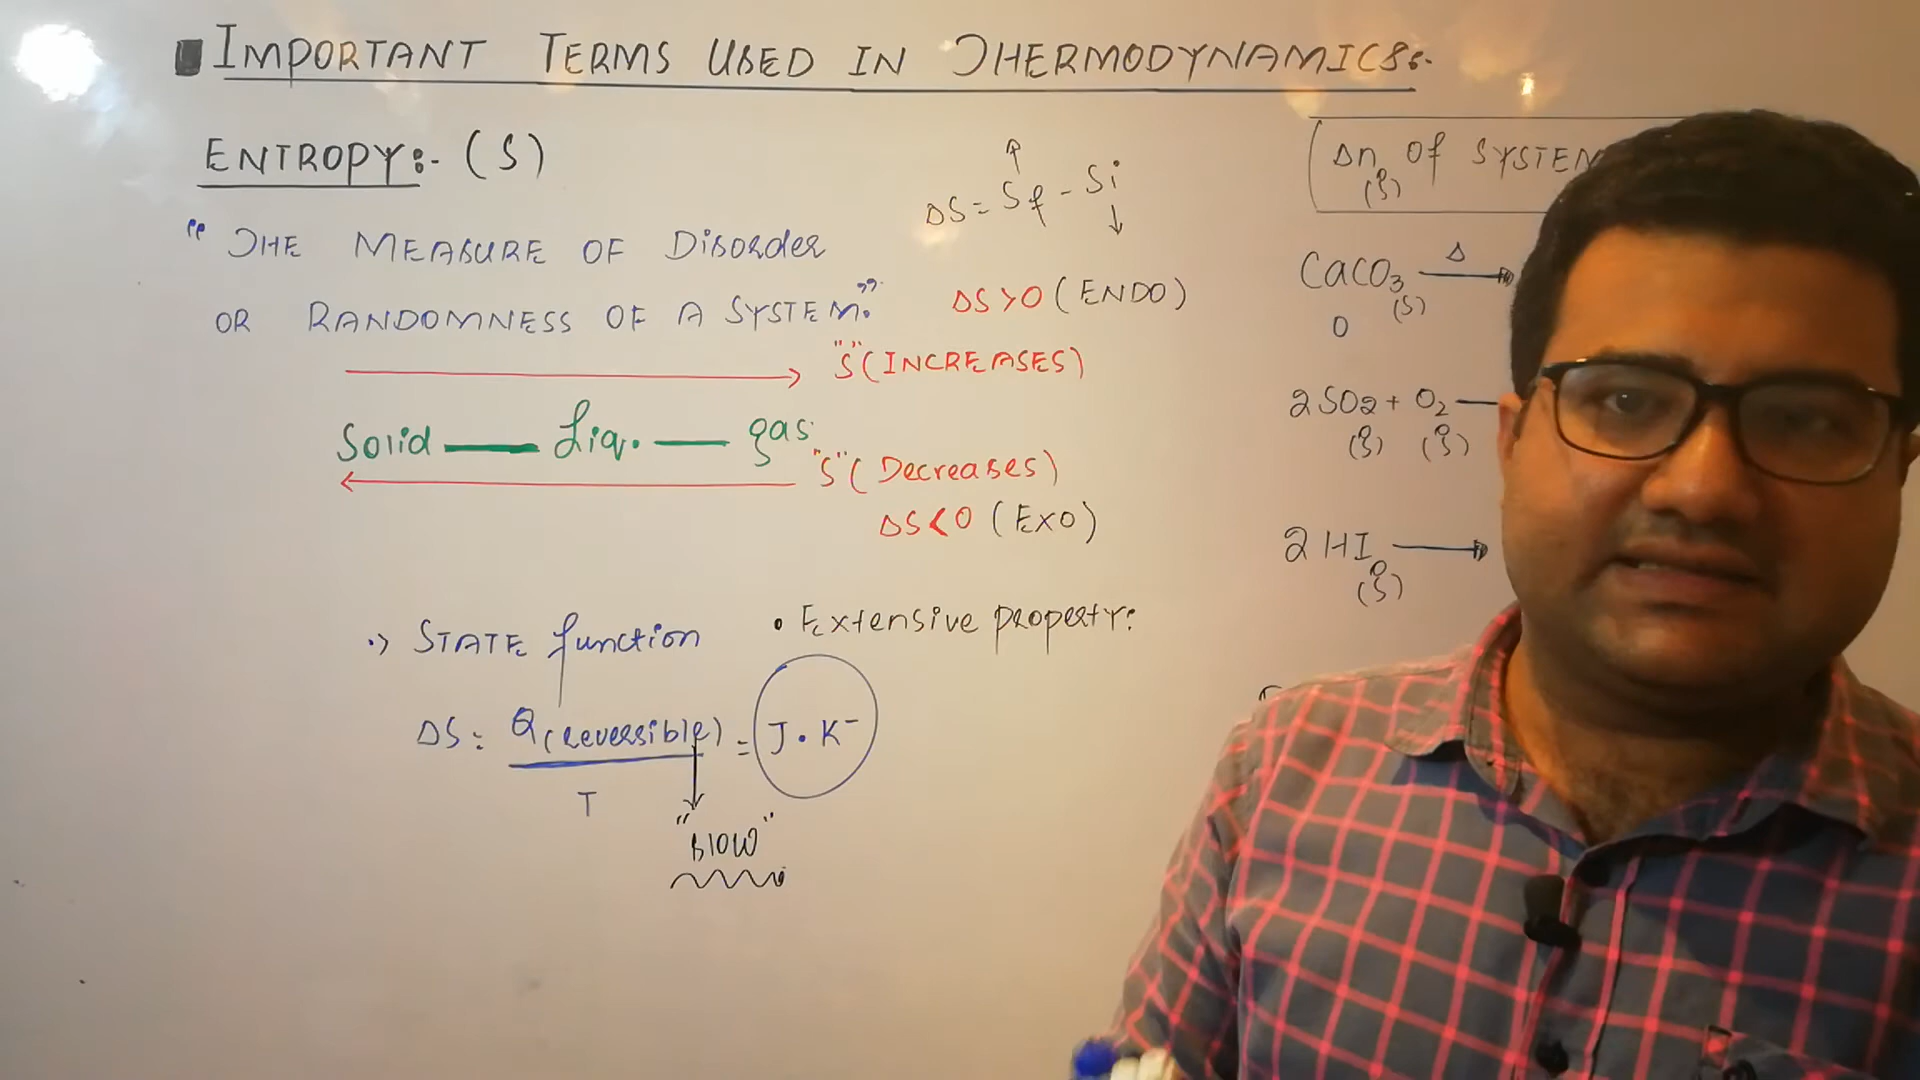 IMPORTANT TERMS USED IN THERMODYNAMICS:-
ENTROPY:- (S)
"THE MEASURE OF DISORDER
OR RANDOMNESS OF A SYSTEM."
ΔS = Sf - Si
ΔS>0 (ENDO)
"S" (INCREASES)
Solid — Liq. — gas
"S" (Decreases)
ΔS<0 (EXO)
STATE function
• Extensive property:
ΔS = Q(reversible) = J·K⁻
T
"slow"
Δn of SYSTEM
(g)
CaCO₃ Δ →
(s)
0
2SO₂ + O₂ —
(g) (g)
2HI →
(g)